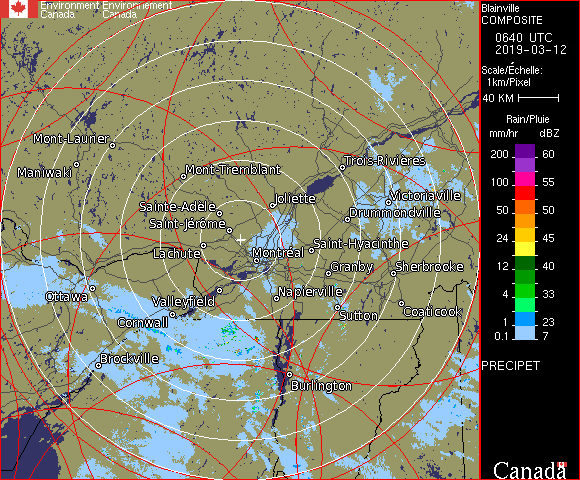 Environment Environnement
Canada Canada
Blainville
COMPOSITE
0640 UTC
2019-03-12
Scale/Échelle:
1km/Pixel
40 KM
Rain/Pluie
mm/hr dBZ
200 60
100 55
50 50
24 45
12 40
4 33
1 23
0.1 7
PRECIPET
Canada
Mont-Laurier
Maniwaki
Mont-Tremblant
Trois-Rivières
Sainte-Adèle
Joliette
Victoriaville
Saint-Jérôme
Drummondville
Lachute
Montréal
Saint-Hyacinthe
Granby
Sherbrooke
Ottawa
Valleyfield
Napierville
Cornwall
Sutton
Coaticook
Brockville
Burlington